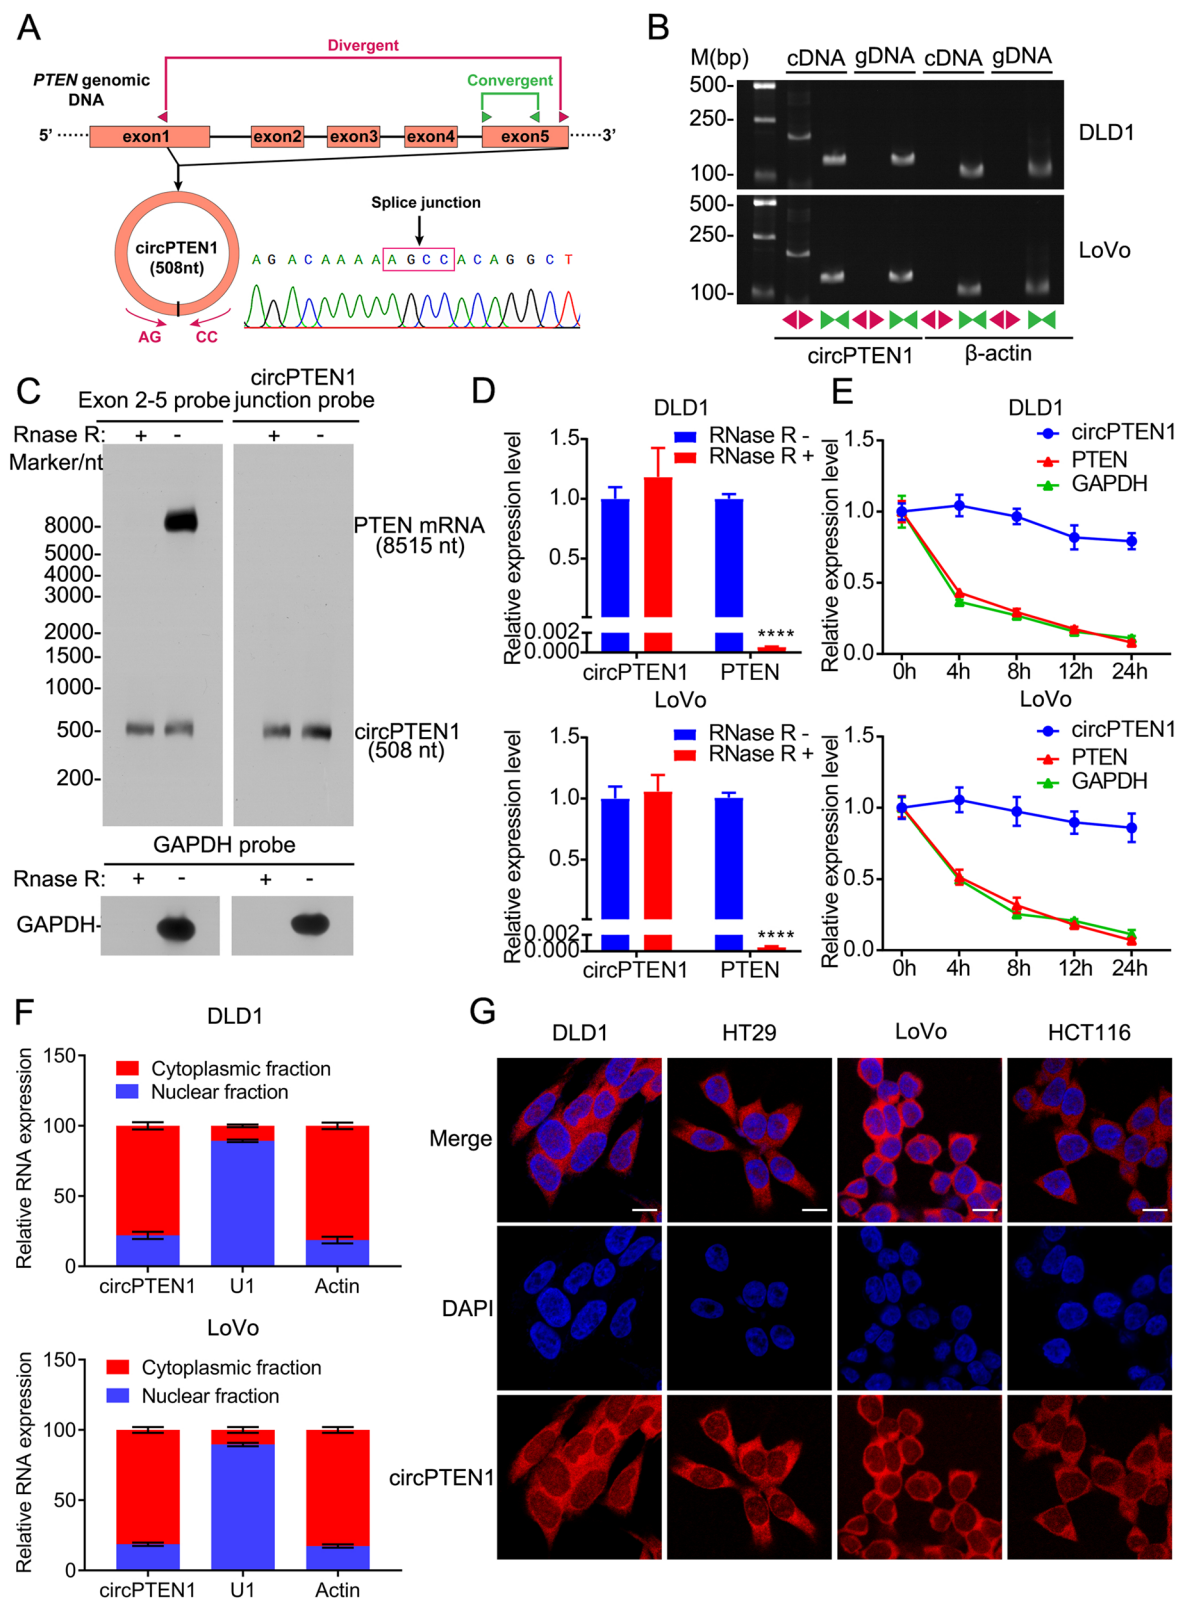 A
Divergent
PTEN genomic
DNA
Convergent
5’
exon1
exon2
exon3
exon4
exon5
3’
circPTEN1
(508nt)
AG
CC
Splice junction
A G A C A A A A A G C C A C A G G C T
B
M(bp)
cDNA gDNA cDNA gDNA
500-
250-
100-
DLD1
500-
250-
100-
LoVo
circPTEN1
β-actin
C
Exon 2-5 probe
circPTEN1
junction probe
Rnase R: + - + -
Marker/nt
8000-
5000-
4000-
3000-
2000-
1500-
1000-
500-
200-
PTEN mRNA
(8515 nt)
circPTEN1
(508 nt)
GAPDH probe
Rnase R: + - + -
GAPDH-
D
DLD1
Relative expression level
1.5
1.0
0.5
0.002
0.000
RNase R -
RNase R +
****
circPTEN1
PTEN
LoVo
Relative expression level
1.5
1.0
0.5
0.002
0.000
RNase R -
RNase R +
****
circPTEN1
PTEN
E
DLD1
Relative expression level
1.5
1.0
0.5
0.0
circPTEN1
PTEN
GAPDH
0h 4h 8h 12h 24h
LoVo
Relative expression level
1.5
1.0
0.5
0.0
circPTEN1
PTEN
GAPDH
0h 4h 8h 12h 24h
F
DLD1
Relative RNA expression
150
100
50
0
Cytoplasmic fraction
Nuclear fraction
circPTEN1 U1 Actin
LoVo
Relative RNA expression
150
100
50
0
Cytoplasmic fraction
Nuclear fraction
circPTEN1 U1 Actin
G
DLD1 HT29 LoVo HCT116
Merge
DAPI
circPTEN1